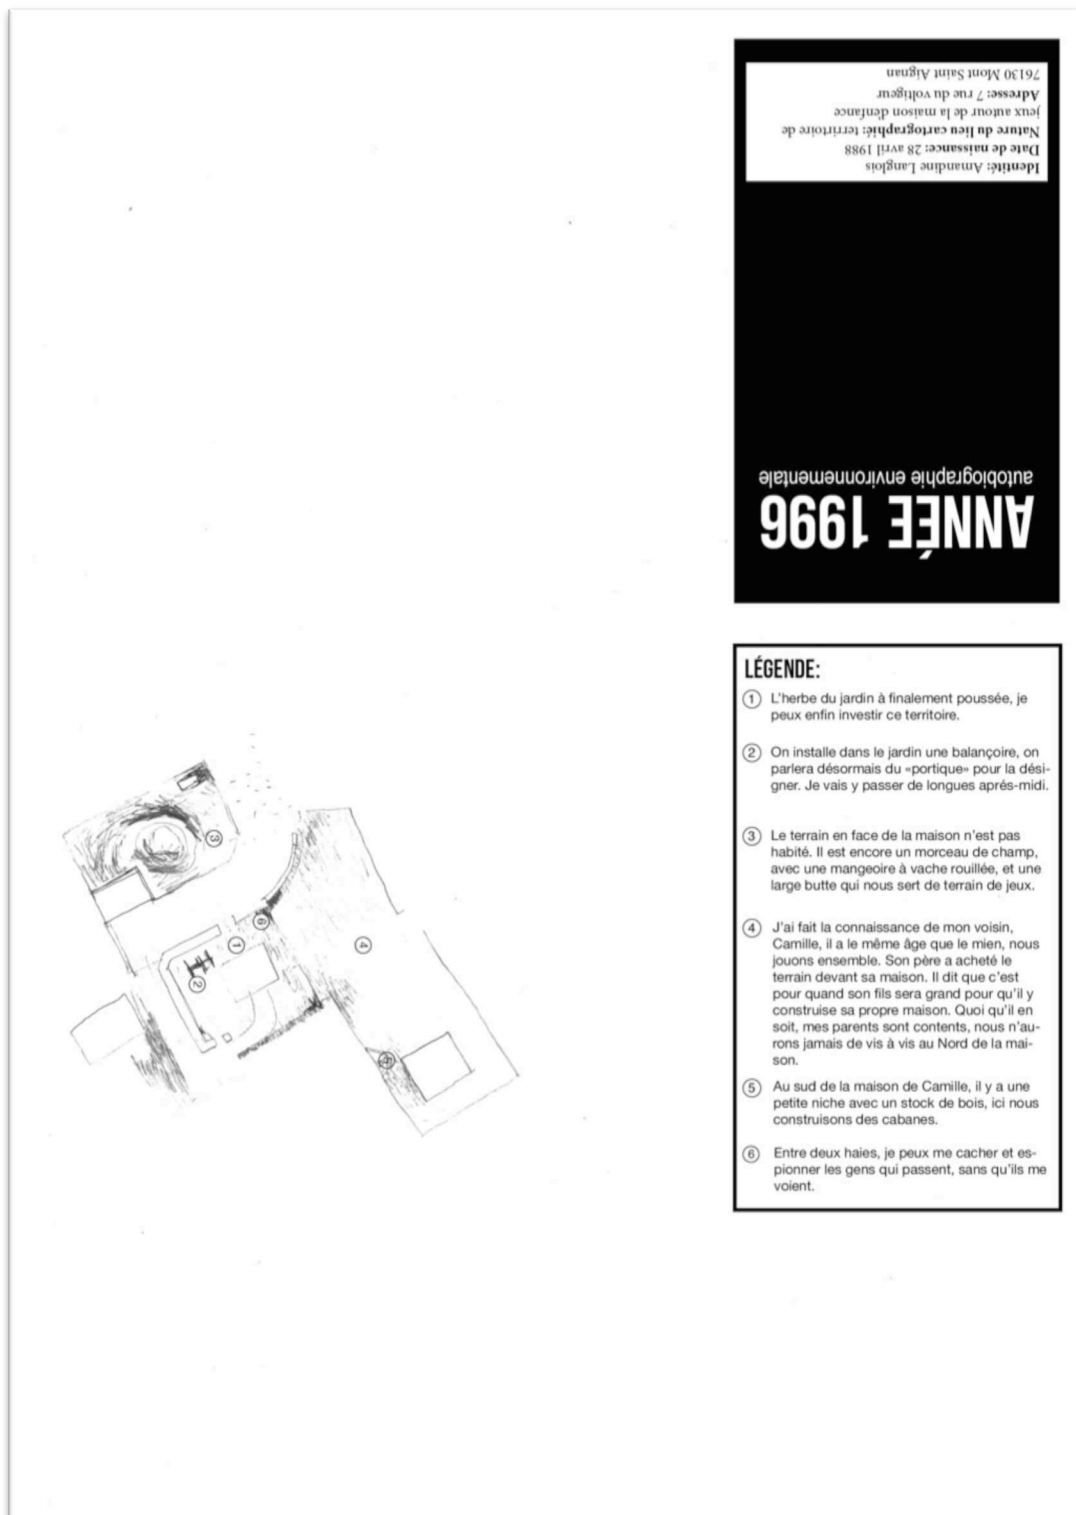 ANNÉE 1996
autobiographie environnementale
Identité: Amandine Langlois
Date de naissance: 28 avril 1988
Nature du lieu cartographié: terrirtoire de
jeux autour de la maison denfance
Adresse: 7 rue du voltigeur
76130 Mont Saint Aignan
LÉGENDE:
1 L'herbe du jardin à finalement poussée, je
peux enfin investir ce territoire.
2 On installe dans le jardin une balançoire, on
parlera désormais du «portique» pour la dési-
gner. Je vais y passer de longues aprés-midi.
3 Le terrain en face de la maison n'est pas
habité. Il est encore un morceau de champ,
avec une mangeoire à vache rouillée, et une
large butte qui nous sert de terrain de jeux.
4 J'ai fait la connaissance de mon voisin,
Camille, il a le même âge que le mien, nous
jouons ensemble. Son père a acheté le
terrain devant sa maison. Il dit que c'est
pour quand son fils sera grand pour qu'il y
construise sa propre maison. Quoi qu'il en
soit, mes parents sont contents, nous n'au-
rons jamais de vis à vis au Nord de la mai-
son.
5 Au sud de la maison de Camille, il y a une
petite niche avec un stock de bois, ici nous
construisons des cabanes.
6 Entre deux haies, je peux me cacher et es-
pionner les gens qui passent, sans qu'ils me
voient.
3
6
1
4
2
5